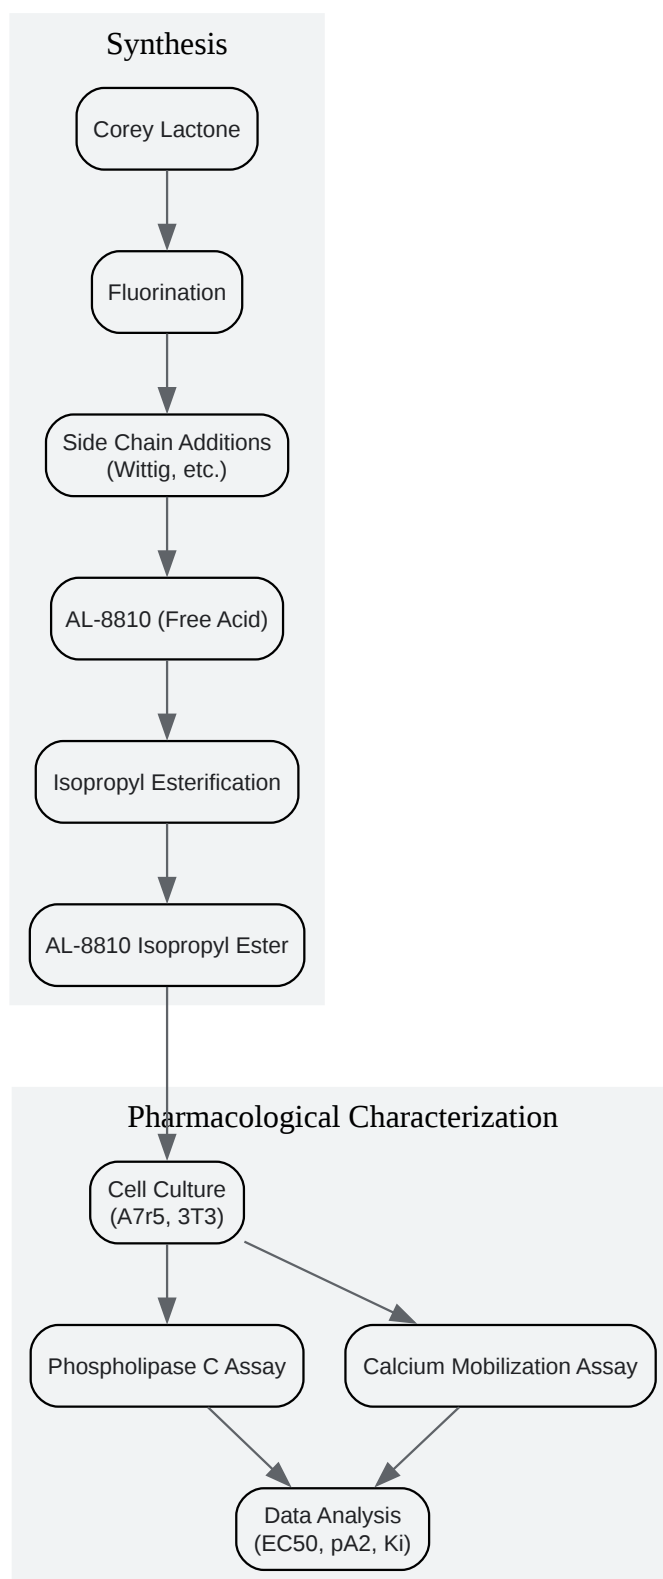 Synthesis
Corey Lactone
Fluorination
Side Chain Additions
(Wittig, etc.)
AL-8810 (Free Acid)
Isopropyl Esterification
AL-8810 Isopropyl Ester
Pharmacological Characterization
Cell Culture
(A7r5, 3T3)
Phospholipase C Assay
Calcium Mobilization Assay
Data Analysis
(EC50, pA2, Ki)